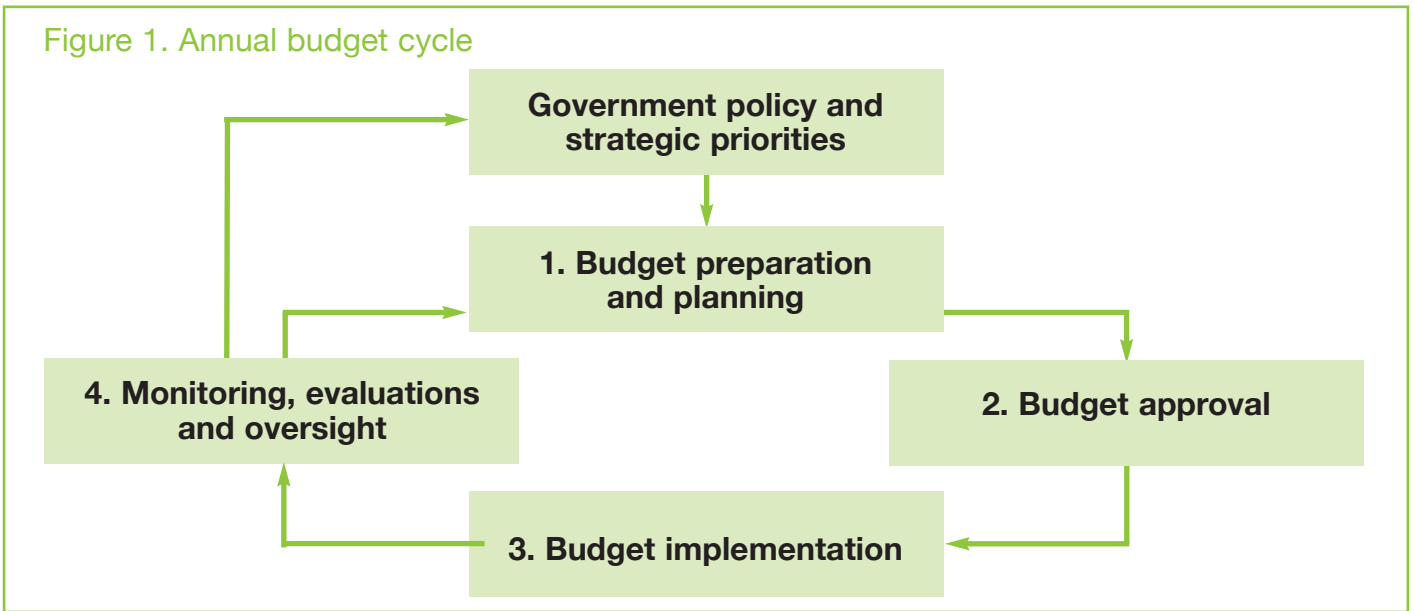 Figure 1. Annual budget cycle
Government policy and
strategic priorities
1. Budget preparation
and planning
2. Budget approval
3. Budget implementation
4. Monitoring, evaluations
and oversight